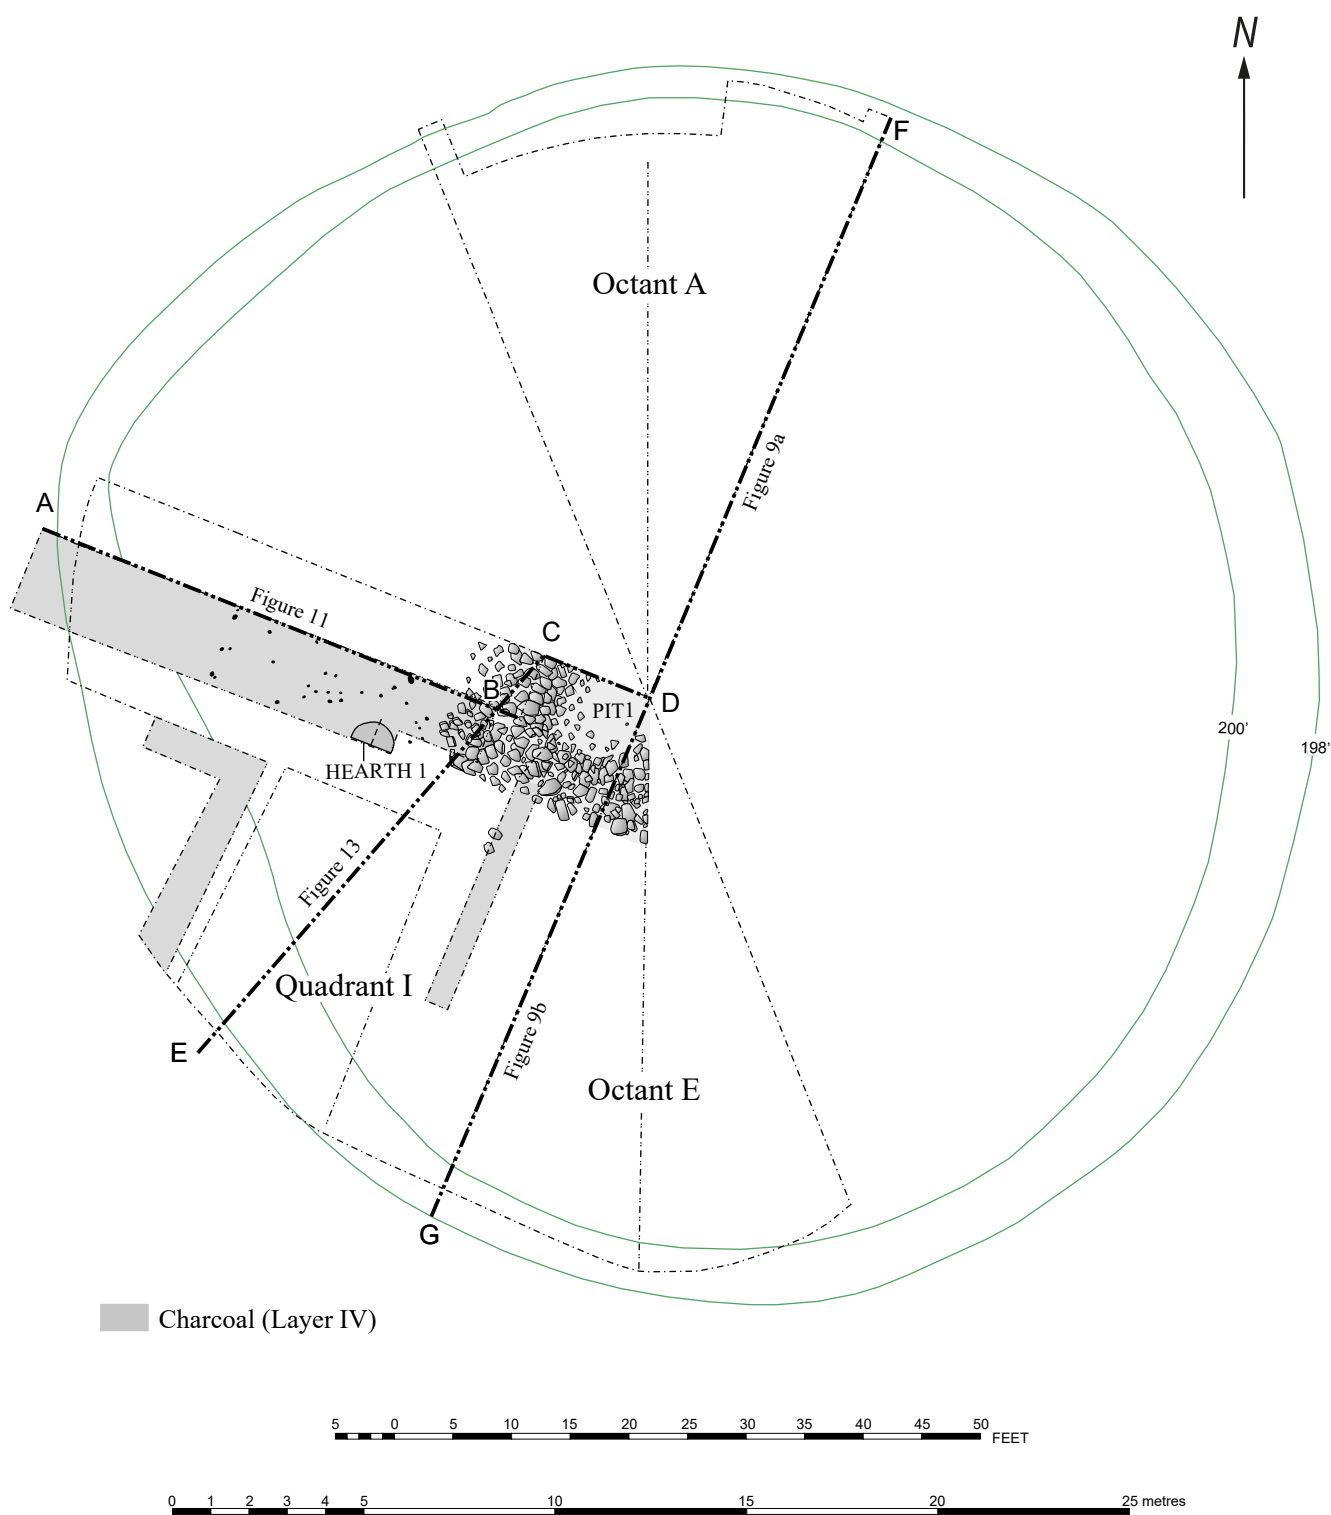 N
F
Octant A
Figure 9a
A
Figure 11
C
B
D
PIT1
200'
198'
HEARTH 1
Figure 13
Quadrant I
Figure 9b
E
Octant E
G
Charcoal (Layer IV)
5 0 5 10 15 20 25 30 35 40 45 50
FEET
0 1 2 3 4 5 10 15 20 25 metres